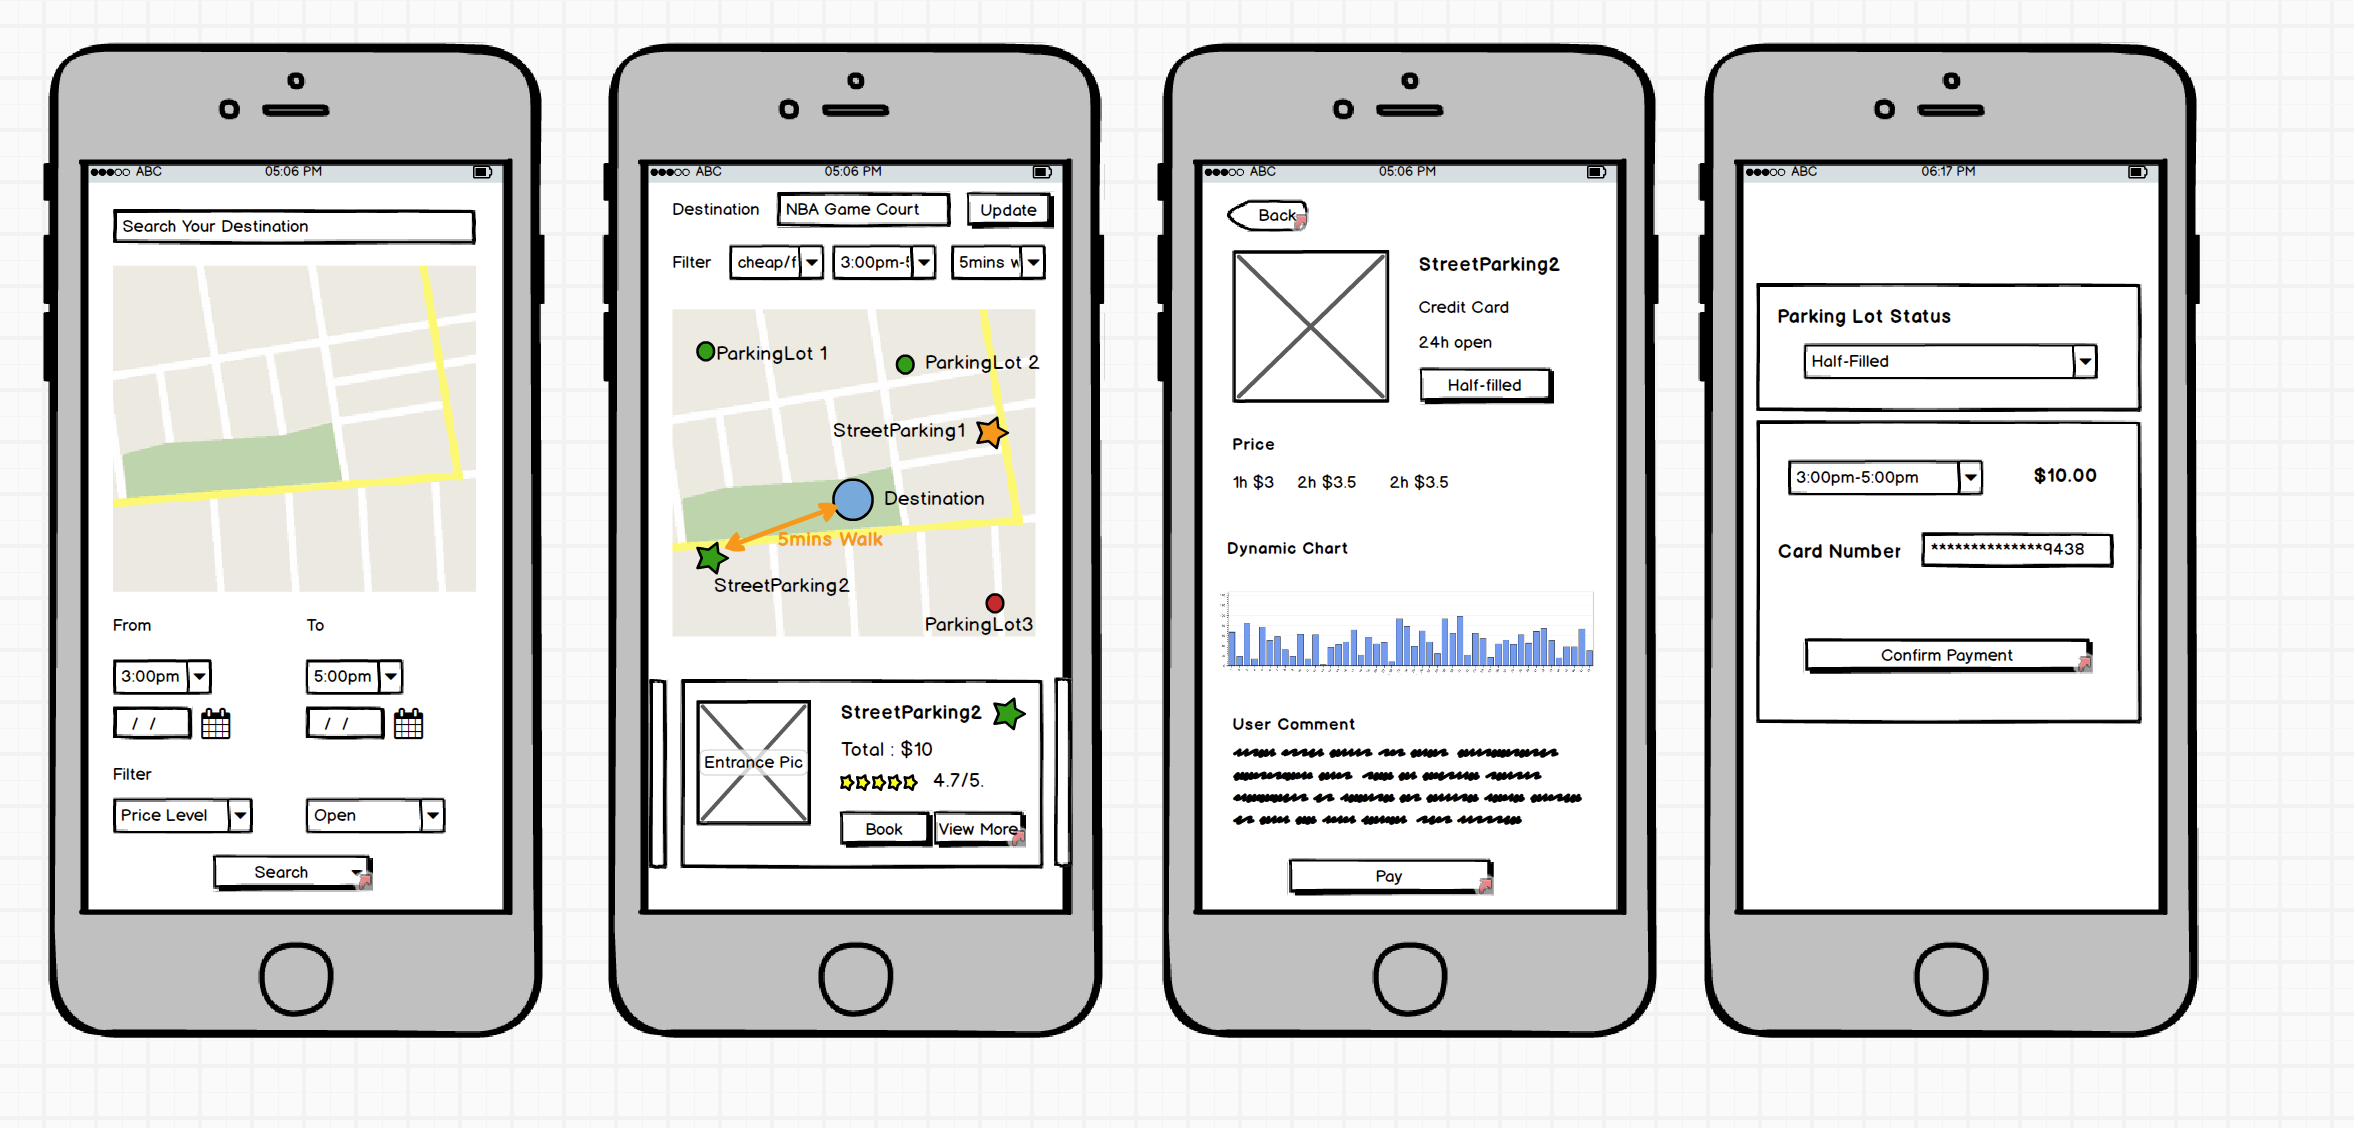 ABC 05:06 PM
Search Your Destination
From To
3:00pm 5:00pm
/ / / /
Filter
Price Level Open
Search
ABC 05:06 PM
Destination NBA Game Court Update
Filter cheap/f 3:00pm- 5mins w
ParkingLot 1
ParkingLot 2
StreetParking1
Destination
5mins Walk
StreetParking2
ParkingLot3
StreetParking2
Total : $10
Entrance Pic
4.7/5.
Book View More
ABC 05:06 PM
Back
StreetParking2
Credit Card
24h open
Half-filled
Price
1h $3 2h $3.5 2h $3.5
Dynamic Chart
User Comment
Pay
ABC 06:17 PM
Parking Lot Status
Half-Filled
3:00pm-5:00pm $10.00
Card Number **************9438
Confirm Payment